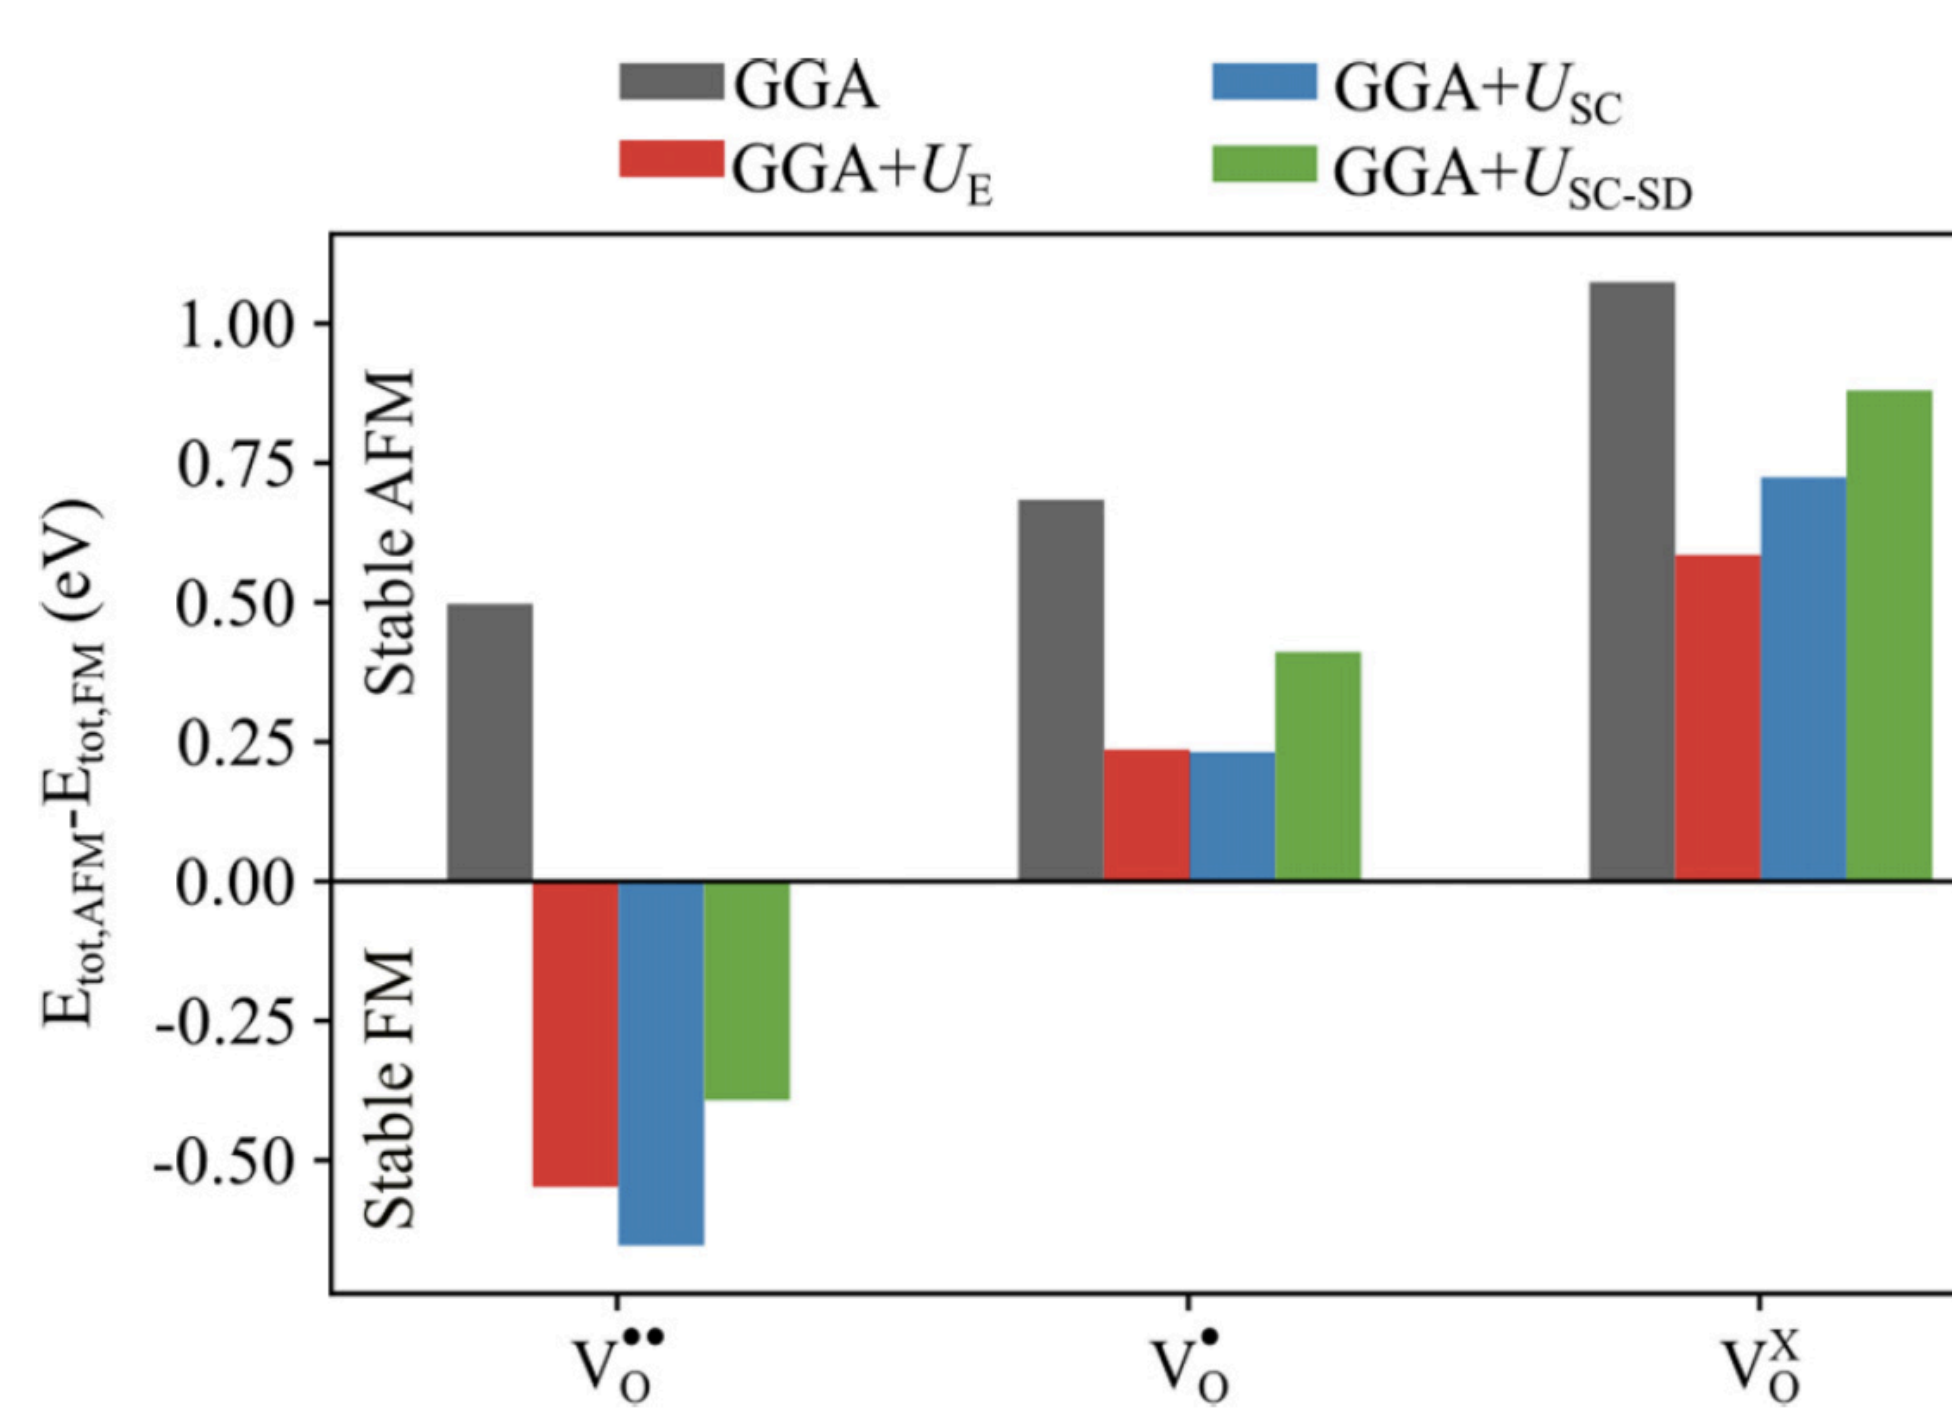 GGA
GGA+U_SC
GGA+U_E
GGA+U_SC-SD
E_tot,AFM-E_tot,FM (eV)
1.00
0.75
0.50
0.25
0.00
-0.25
-0.50
Stable AFM
Stable FM
V_O^••
V_O^•
V_O^X